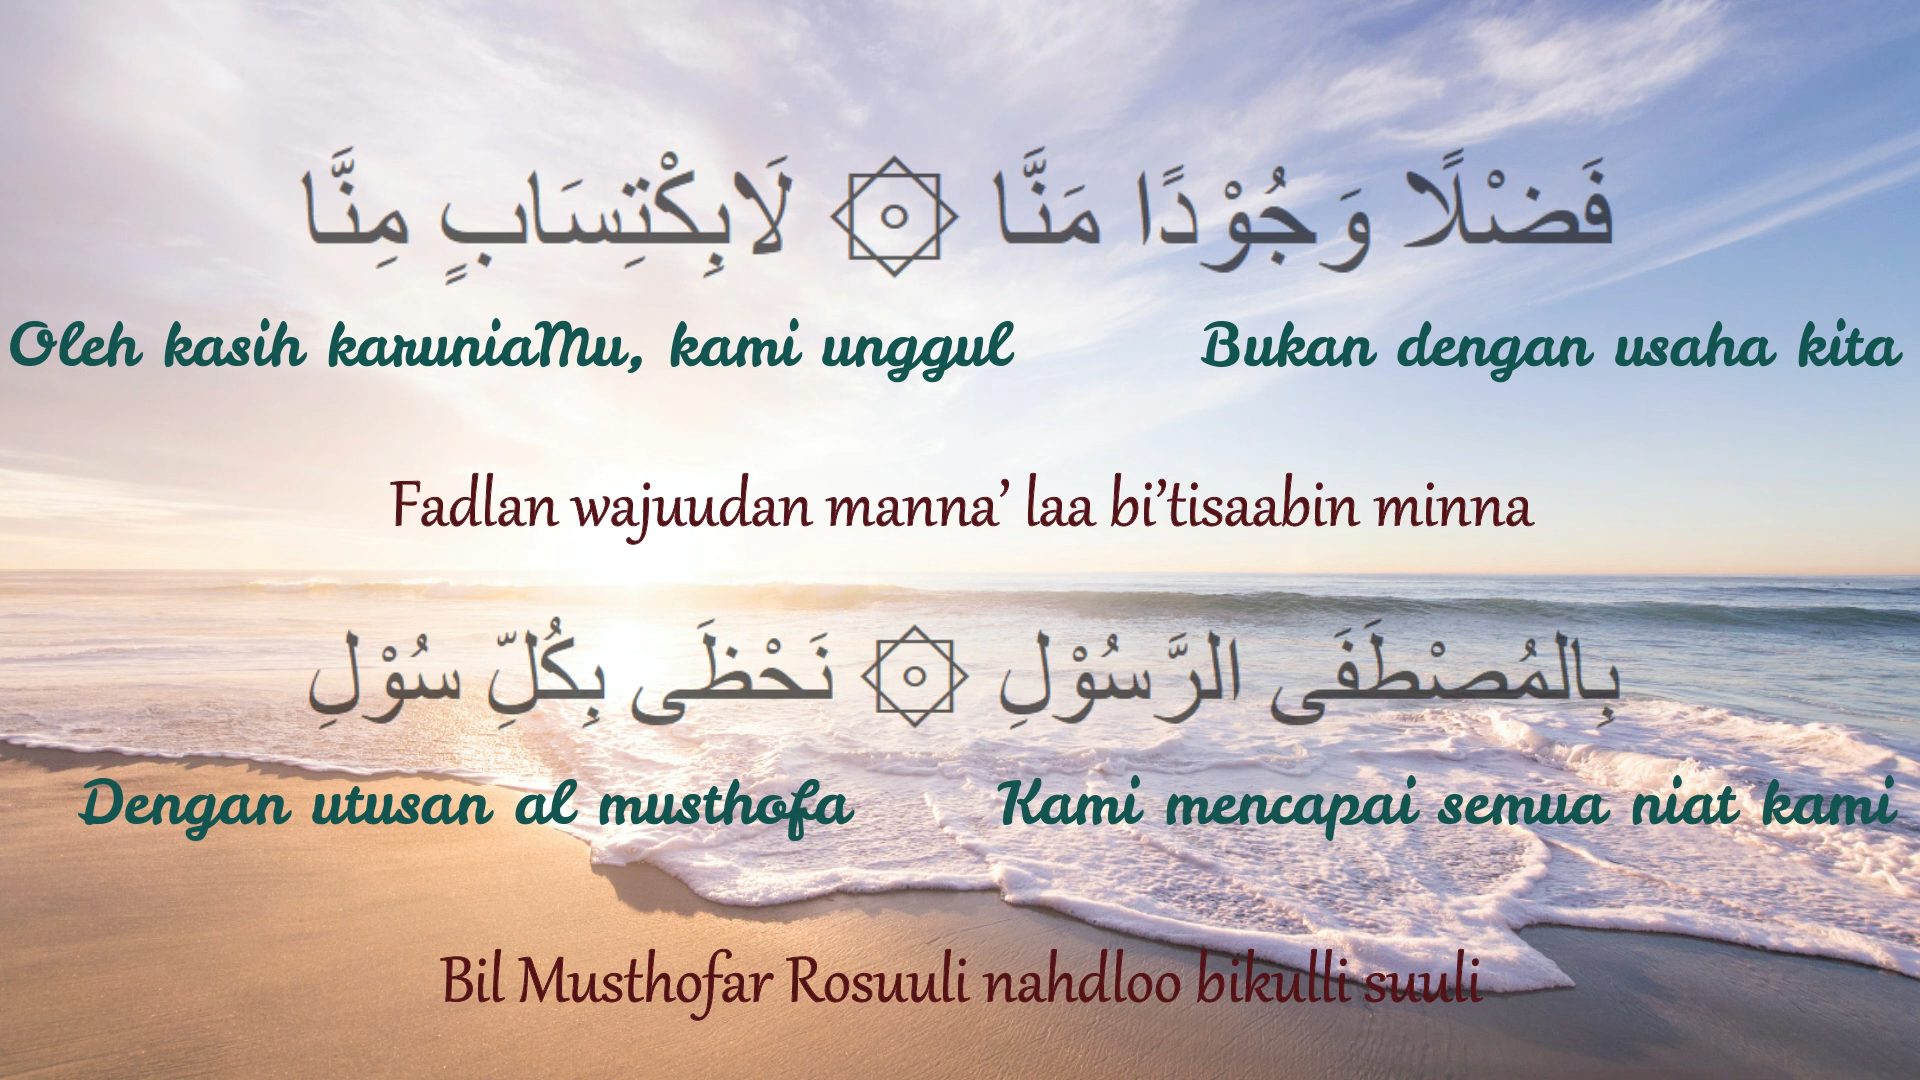 فَضْلًا وَجُوْدًا مَنَّا ۞ لَابِكْتِسَابٍ مِنَّا
Oleh kasih karuniaMu, kami unggul Bukan dengan usaha kita
Fadlan wajuudan manna’ laa bi’tisaabin minna
بِالمُصْطَفَى الرَّسُوْلِ ۞ نَحْظَى بِكُلِّ سُوْلِ
Dengan utusan al musthofa Kami mencapai semua niat kami
Bil Musthofar Rosuuli nahdloo bikulli suuli